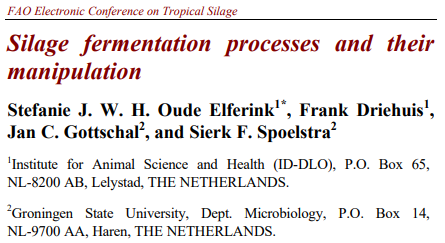 FAO Electronic Conference on Tropical Silage
Silage fermentation processes and their
manipulation
Stefanie J. W. H. Oude Elferink1*, Frank Driehuis1,
Jan C. Gottschal2, and Sierk F. Spoelstra2
1Institute for Animal Science and Health (ID-DLO), P.O. Box 65,
NL-8200 AB, Lelystad, THE NETHERLANDS.
2Groningen State University, Dept. Microbiology, P.O. Box 14,
NL-9700 AA, Haren, THE NETHERLANDS.